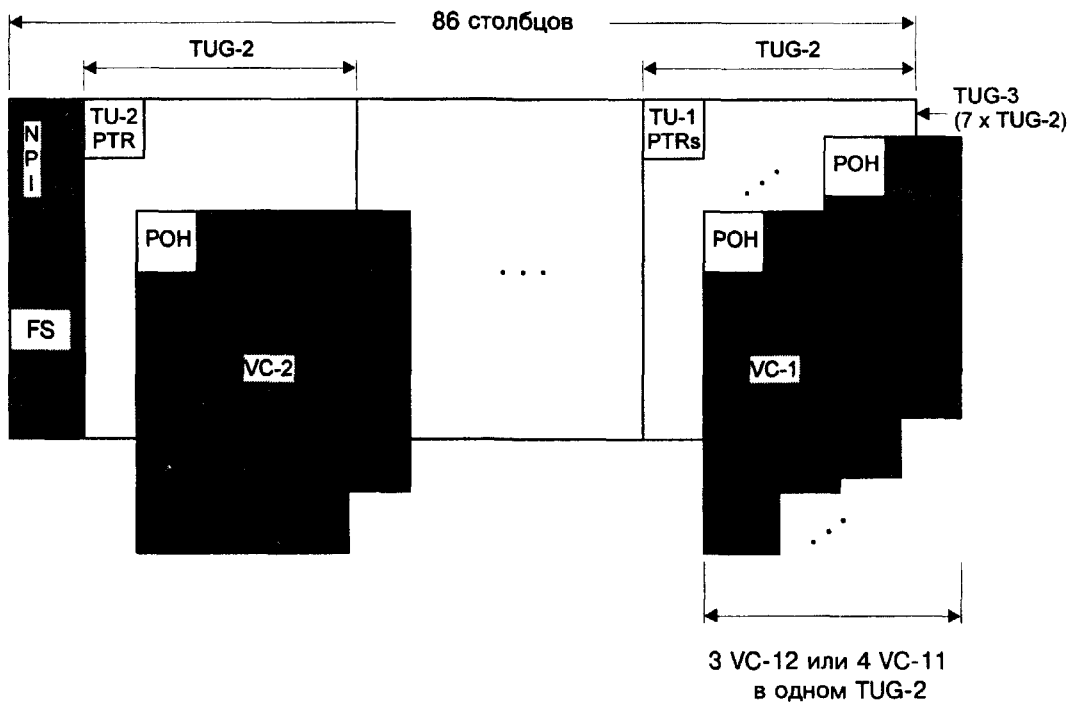 86 столбцов
TUG-2
TUG-2
TUG-3
(7 x TUG-2)
NPI
TU-2
PTR
TU-1
PTRs
. . .
POH
POH
POH
. . .
FS
VC-2
VC-1
. . .
3 VC-12 или 4 VC-11
в одном TUG-2